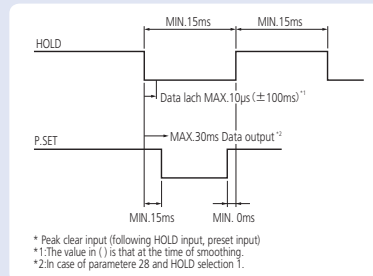 MIN.15ms MIN.15ms
HOLD
Data lach MAX.10μs (±100ms)*1
MAX.30ms Data output*2
P.SET
MIN.15ms MIN. 0ms
* Peak clear input (following HOLD input, preset input)
*1:The value in ( ) is that at the time of smoothing.
*2:In case of parametere 28 and HOLD selection 1.